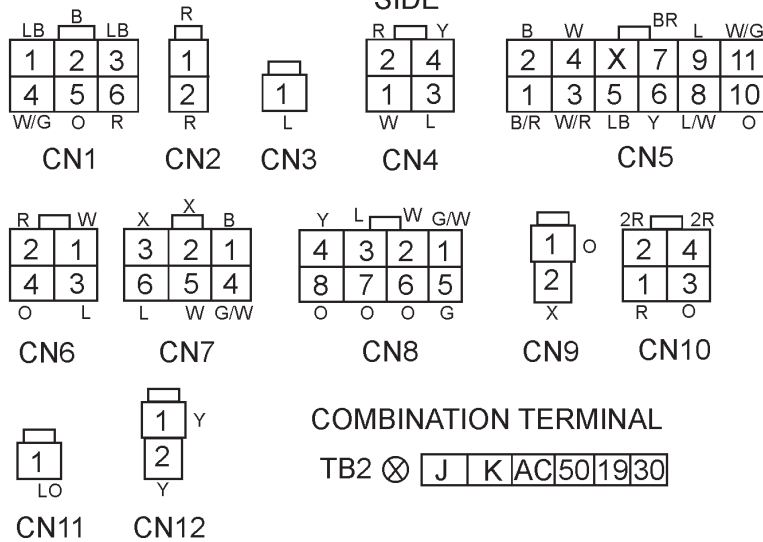 SIDE
B
LB LB
1 2 3
4 5 6
W/G O R
CN1
R
1
2
R
CN2
1
L
CN3
R Y
2 4
1 3
W L
CN4
B W BR L W/G
2 4 X 7 9 11
1 3 5 6 8 10
B/R W/R LB Y L/W O
CN5
R W
2 1
4 3
O L
CN6
X X B
3 2 1
6 5 4
L W G/W
CN7
Y L W G/W
4 3 2 1
8 7 6 5
O O O G
CN8
1 O
2
X
CN9
2R 2R
2 4
1 3
R O
CN10
1
LO
CN11
1 Y
2
Y
CN12
COMBINATION TERMINAL
TB2 J K AC 50 19 30